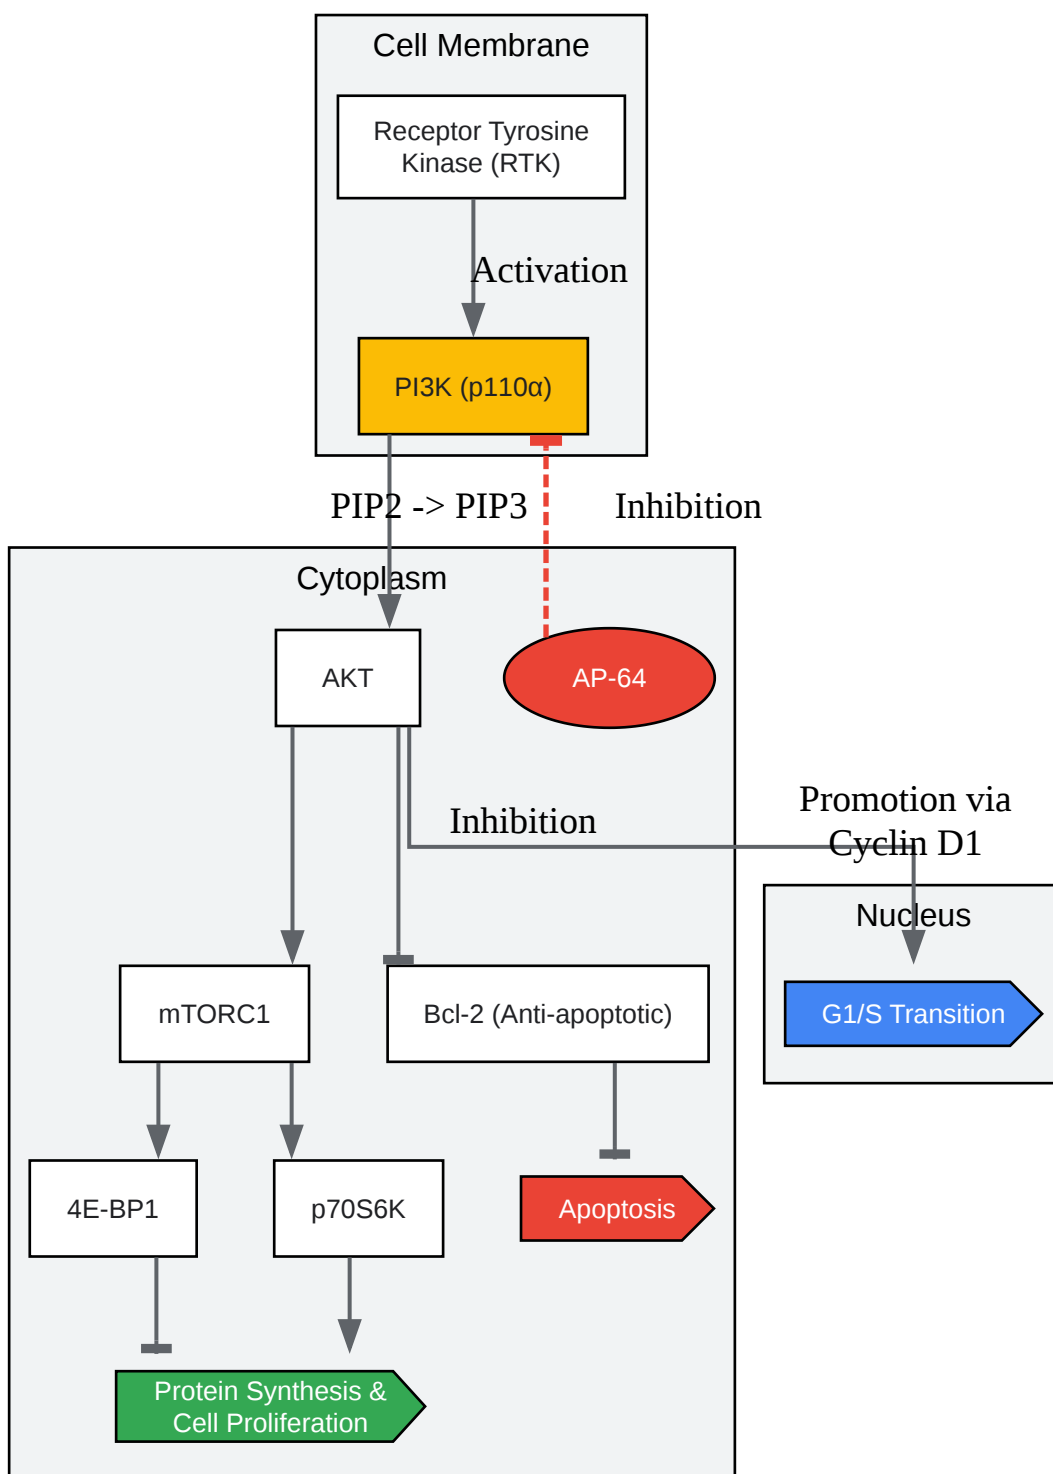 Cell Membrane
Receptor Tyrosine
Kinase (RTK)
Activation
PI3K (p110α)
PIP2 -> PIP3
Inhibition
Cytoplasm
AKT
AP-64
Inhibition
Promotion via
Cyclin D1
Nucleus
mTORC1
Bcl-2 (Anti-apoptotic)
G1/S Transition
4E-BP1
p70S6K
Apoptosis
Protein Synthesis &
Cell Proliferation